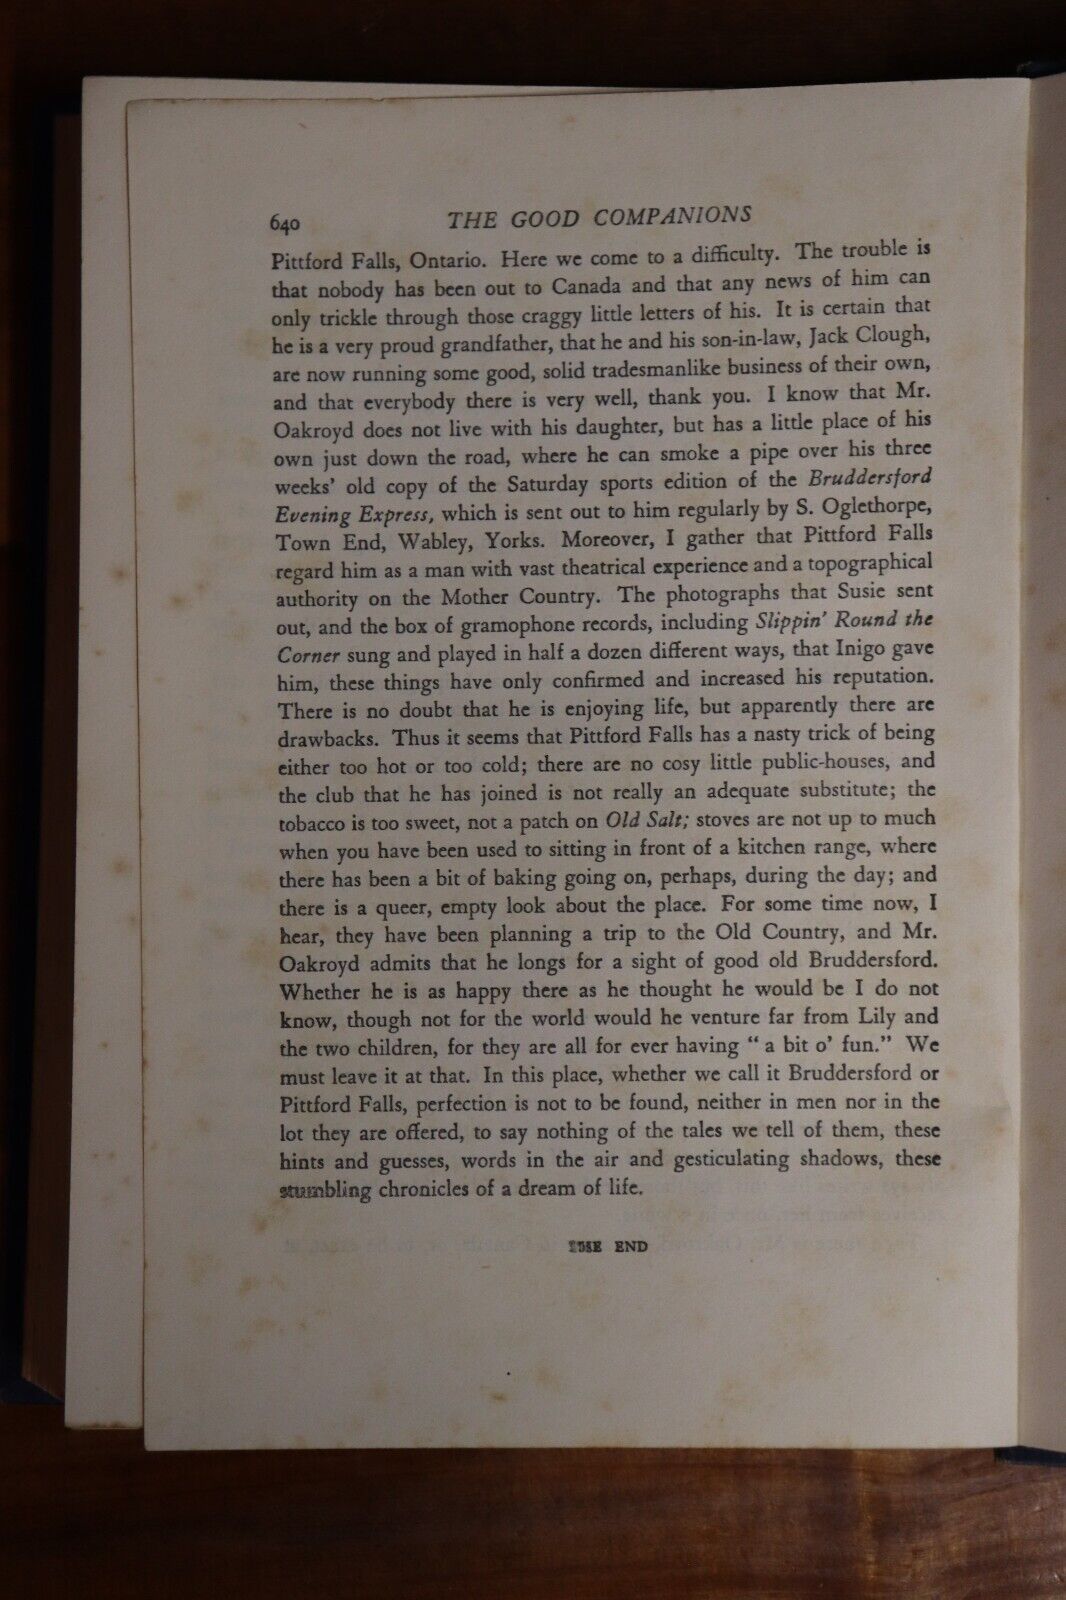 640 THE GOOD COMPANIONS
Pittford Falls, Ontario. Here we come to a difficulty. The trouble is
that nobody has been out to Canada and that any news of him can
only trickle through those craggy little letters of his. It is certain that
he is a very proud grandfather, that he and his son-in-law, Jack Clough,
are now running some good, solid tradesmanlike business of their own,
and that everybody there is very well, thank you. I know that Mr.
Oakroyd does not live with his daughter, but has a little place of his
own just down the road, where he can smoke a pipe over his three
weeks' old copy of the Saturday sports edition of the Bruddersford
Evening Express, which is sent out to him regularly by S. Oglethorpe,
Town End, Wabley, Yorks. Moreover, I gather that Pittford Falls
regard him as a man with vast theatrical experience and a topographical
authority on the Mother Country. The photographs that Susie sent
out, and the box of gramophone records, including Slippin' Round the
Corner sung and played in half a dozen different ways, that Inigo gave
him, these things have only confirmed and increased his reputation.
There is no doubt that he is enjoying life, but apparently there are
drawbacks. Thus it seems that Pittford Falls has a nasty trick of being
either too hot or too cold; there are no cosy little public-houses, and
the club that he has joined is not really an adequate substitute; the
tobacco is too sweet, not a patch on Old Salt; stoves are not up to much
when you have been used to sitting in front of a kitchen range, where
there has been a bit of baking going on, perhaps, during the day; and
there is a queer, empty look about the place. For some time now, I
hear, they have been planning a trip to the Old Country, and Mr.
Oakroyd admits that he longs for a sight of good old Bruddersford.
Whether he is as happy there as he thought he would be I do not
know, though not for the world would he venture far from Lily and
the two children, for they are all for ever having " a bit o' fun." We
must leave it at that. In this place, whether we call it Bruddersford or
Pittford Falls, perfection is not to be found, neither in men nor in the
lot they are offered, to say nothing of the tales we tell of them, these
hints and guesses, words in the air and gesticulating shadows, these
stumbling chronicles of a dream of life.
THE END